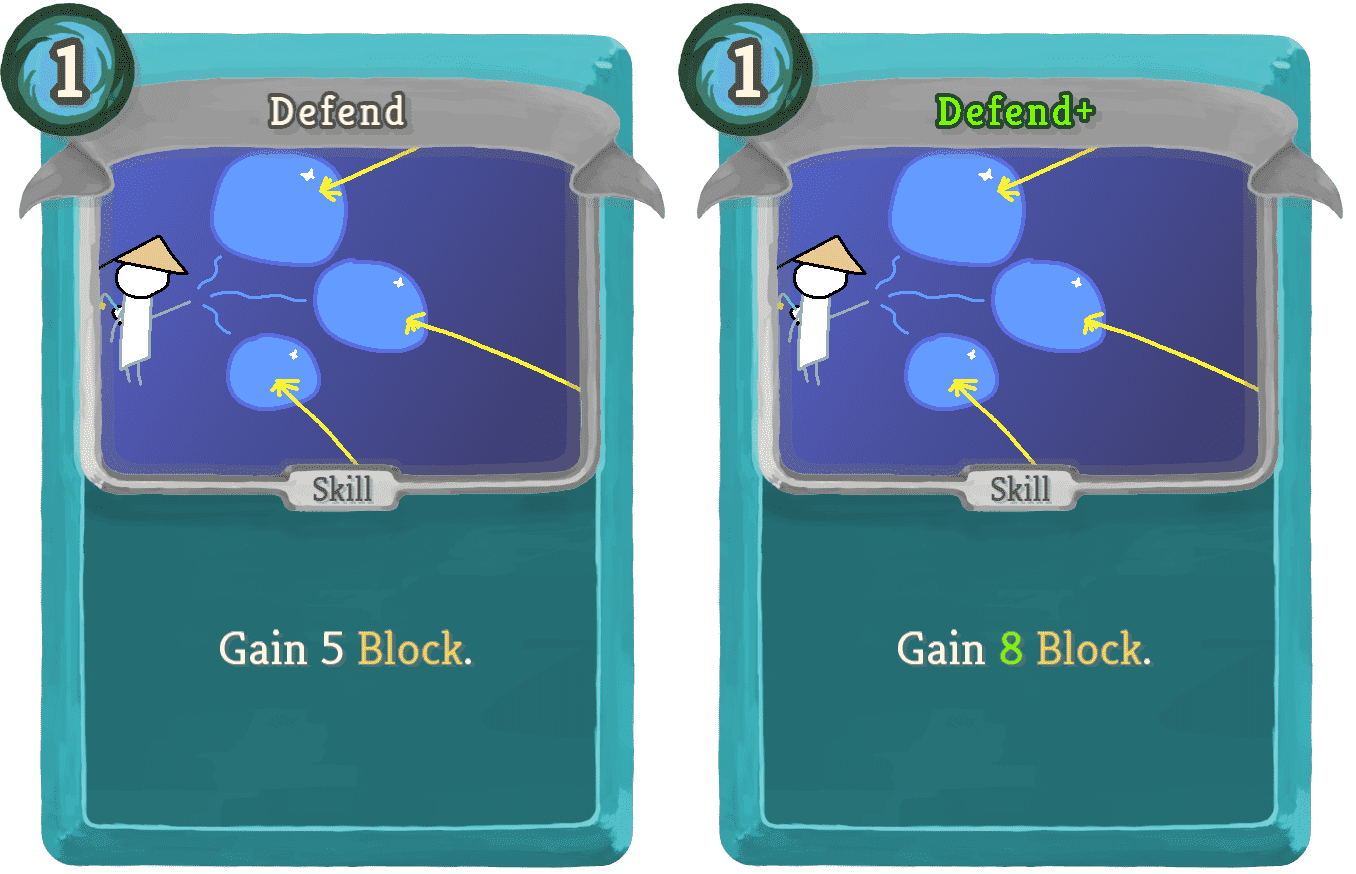 1
Defend
Skill
Gain 5 Block.
1
Defend+
Skill
Gain 8 Block.